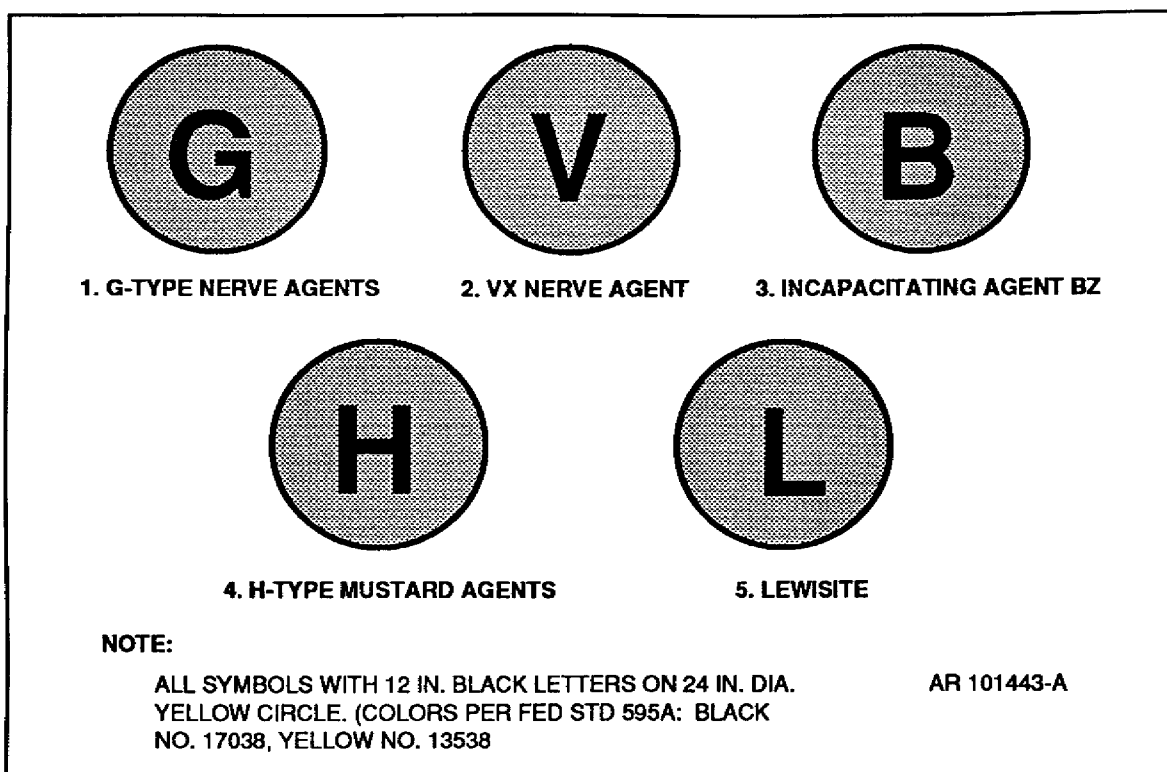 G V B
1. G-TYPE NERVE AGENTS 2. VX NERVE AGENT 3. INCAPACITATING AGENT BZ
H L
4. H-TYPE MUSTARD AGENTS 5. LEWISITE
NOTE:
ALL SYMBOLS WITH 12 IN. BLACK LETTERS ON 24 IN. DIA. AR 101443-A
YELLOW CIRCLE. (COLORS PER FED STD 595A: BLACK
NO. 17038, YELLOW NO. 13538